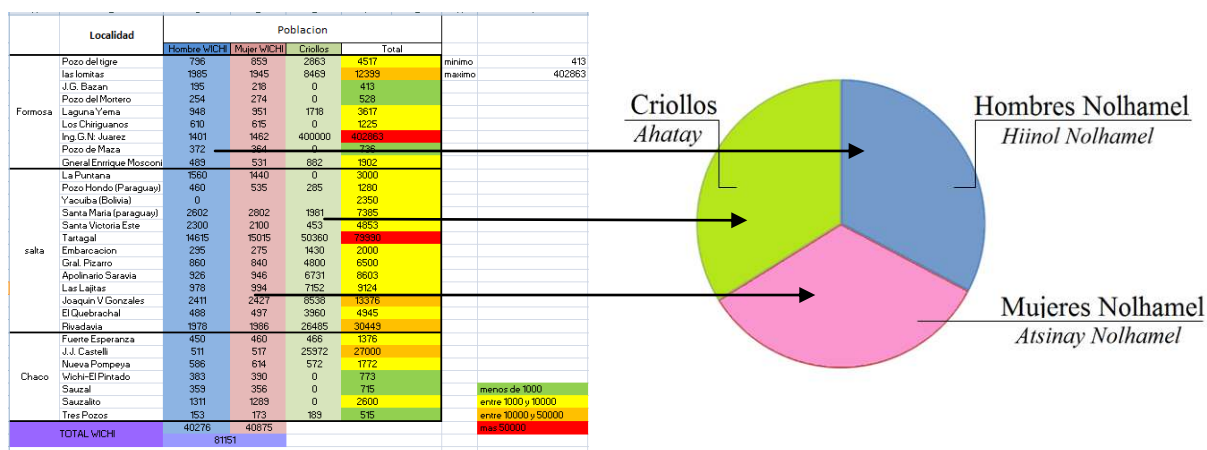 Localidad Poblacion
Hombre WICHI Mujer WICHI Criollos Total
Pozo del tigre 796 859 2863 4517 minimo 413
las lomitas 1985 1945 8469 12399 maximo 402863
J.G. Bazan 195 218 0 413
Pozo del Mortero 254 274 0 528
Formosa Laguna Yema 948 951 1718 3617
Los Chiriguanos 610 615 0 1225
Ing.G.N: Juarez 1401 1462 400000 402863
Pozo de Maza 372 364 0 736
Gneral Enrrique Mosconi 489 531 882 1902
La Puntana 1560 1440 0 3000
Pozo Hondo (Paraguay) 460 535 285 1280
Yacuiba (Bolivia) 0 2350
Santa Maria (paraguay) 2602 2802 1981 7385
Santa Victoria Este 2300 2100 453 4853
Tartagal 14615 15015 50360 79990
salta Embarcacion 295 275 1430 2000
Gral. Pizarro 860 840 4800 6500
Apolinario Saravia 926 946 6731 8603
Las Lajitas 978 994 7152 9124
Joaquin V Gonzales 2411 2427 8538 13376
El Quebrachal 488 497 3960 4945
Rivadavia 1978 1986 26485 30449
Fuerte Esperanza 450 460 466 1376
J.J. Castelli 511 517 25972 27000
Nueva Pompeya 586 614 572 1772
Chaco Wichi-El Pintado 383 390 0 773
Sauzal 359 356 0 715 menos de 1000
Sauzalito 1311 1289 0 2600 entre 1000 y 10000
Tres Pozos 153 173 189 515 entre 10000 y 50000
TOTAL WICHI 40276 40875 mas 50000
81151
Criollos
Ahatay
Hombres Nolhamel
Hiinol Nolhamel
Mujeres Nolhamel
Atsinay Nolhamel